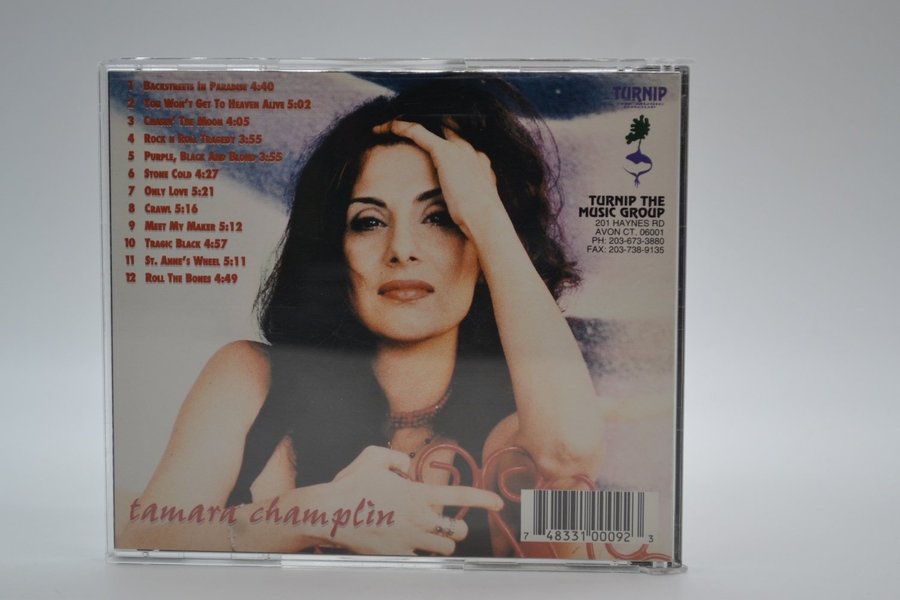 1 Backstreets In Paradise 4:40
2 You Won't Get To Heaven Alive 5:02
3 Chasin' The Moon 4:05
4 Rock n Roll Tragedy 3:55
5 Purple, Black And Blond 3:55
6 Stone Cold 4:27
7 Only Love 5:21
8 Crawl 5:16
9 Meet My Maker 5:12
10 Tragic Black 4:57
11 St. Anne's Wheel 5:11
12 Roll The Bones 4:49
TURNIP
THE MUSIC GROUP
TURNIP THE
MUSIC GROUP
201 HAYNES RD
AVON CT. 06001
PH: 203-673-3880
FAX: 203-738-9135
tamara champlin
7 48331 00092 3